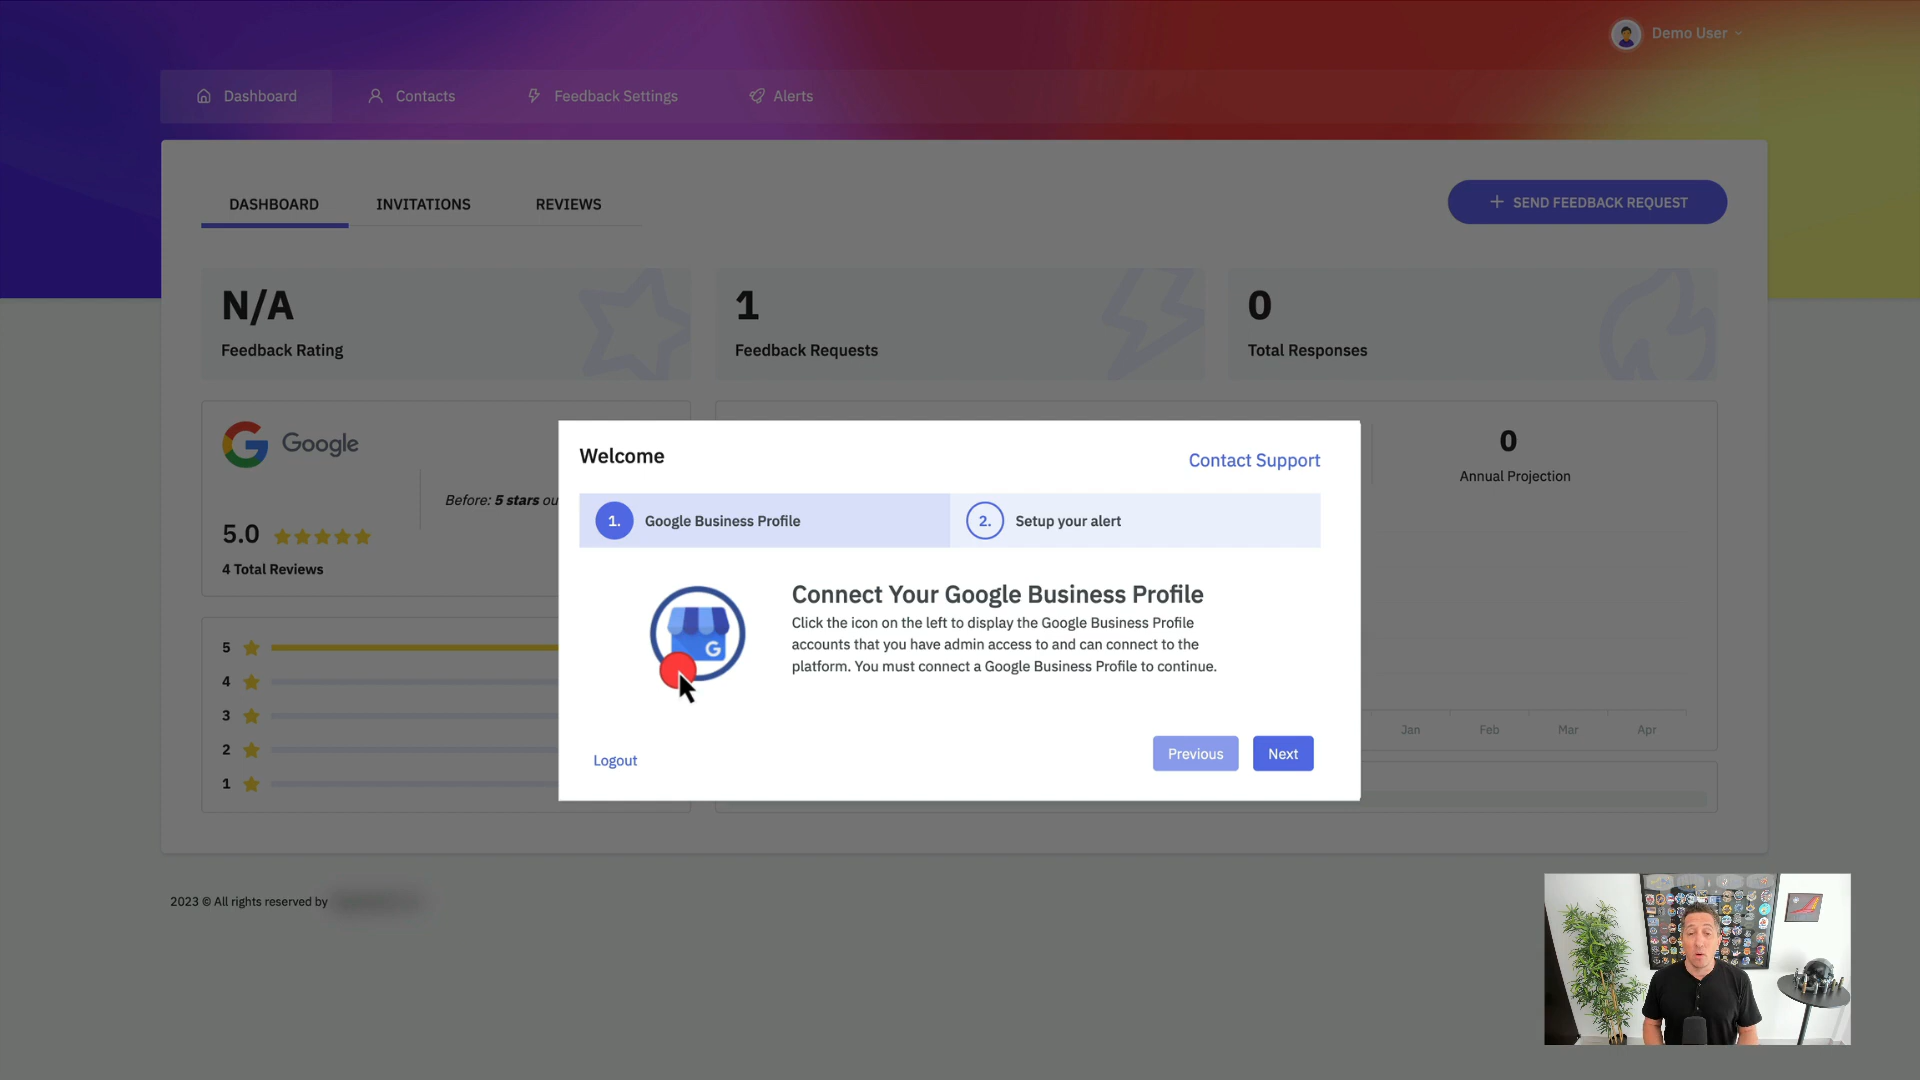 Demo User
Dashboard
Contacts
Feedback Settings
Alerts
DASHBOARD
INVITATIONS
REVIEWS
+ SEND FEEDBACK REQUEST
N/A
Feedback Rating
1
Feedback Requests
0
Total Responses
Google
Before: 5 stars ou
5.0
4 Total Reviews
0
Annual Projection
5
4
3
2
1
Jan
Feb
Mar
Apr
Welcome
Contact Support
1.
Google Business Profile
2.
Setup your alert
G
Connect Your Google Business Profile
Click the icon on the left to display the Google Business Profile
accounts that you have admin access to and can connect to the
platform. You must connect a Google Business Profile to continue.
Logout
Previous
Next
2023 © All rights reserved by